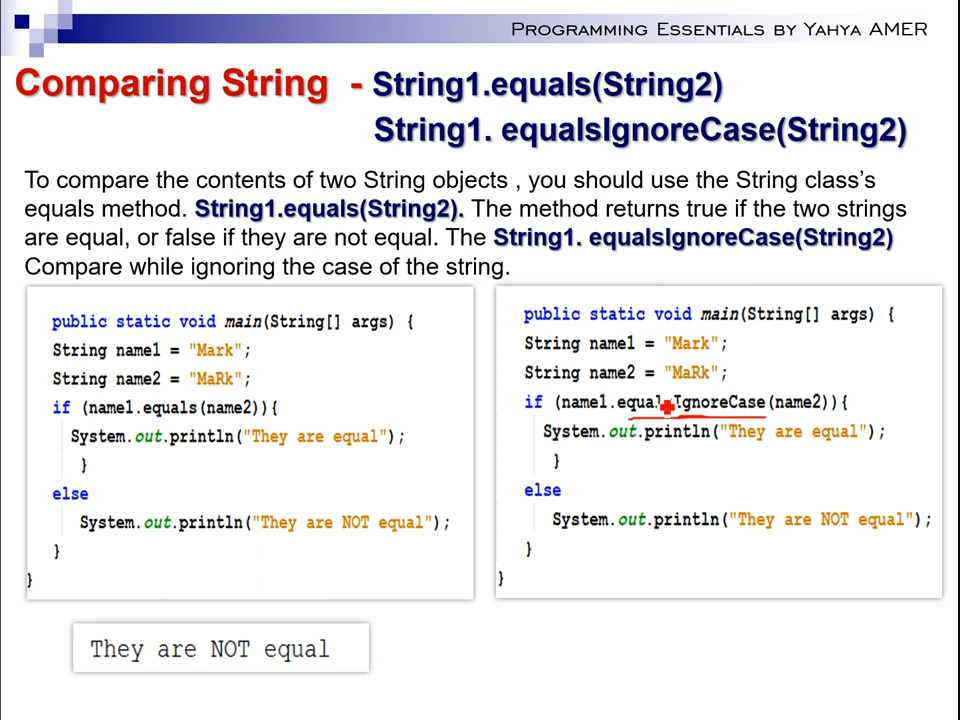 PROGRAMMING ESSENTIALS BY YAHYA AMER
Comparing String - String1.equals(String2)
String1. equalsIgnoreCase(String2)
To compare the contents of two String objects , you should use the String class's
equals method. String1.equals(String2). The method returns true if the two strings
are equal, or false if they are not equal. The String1. equalsIgnoreCase(String2)
Compare while ignoring the case of the string.
public static void main(String[] args) {
String name1 = "Mark";
String name2 = "MaRk";
if (name1.equals(name2)){
System.out.println("They are equal");
}
else
System.out.println("They are NOT equal");
}
}
public static void main(String[] args) {
String name1 = "Mark";
String name2 = "MaRk";
if (name1.equalsIgnoreCase(name2)){
System.out.println("They are equal");
}
else
System.out.println("They are NOT equal");
}
}
They are NOT equal